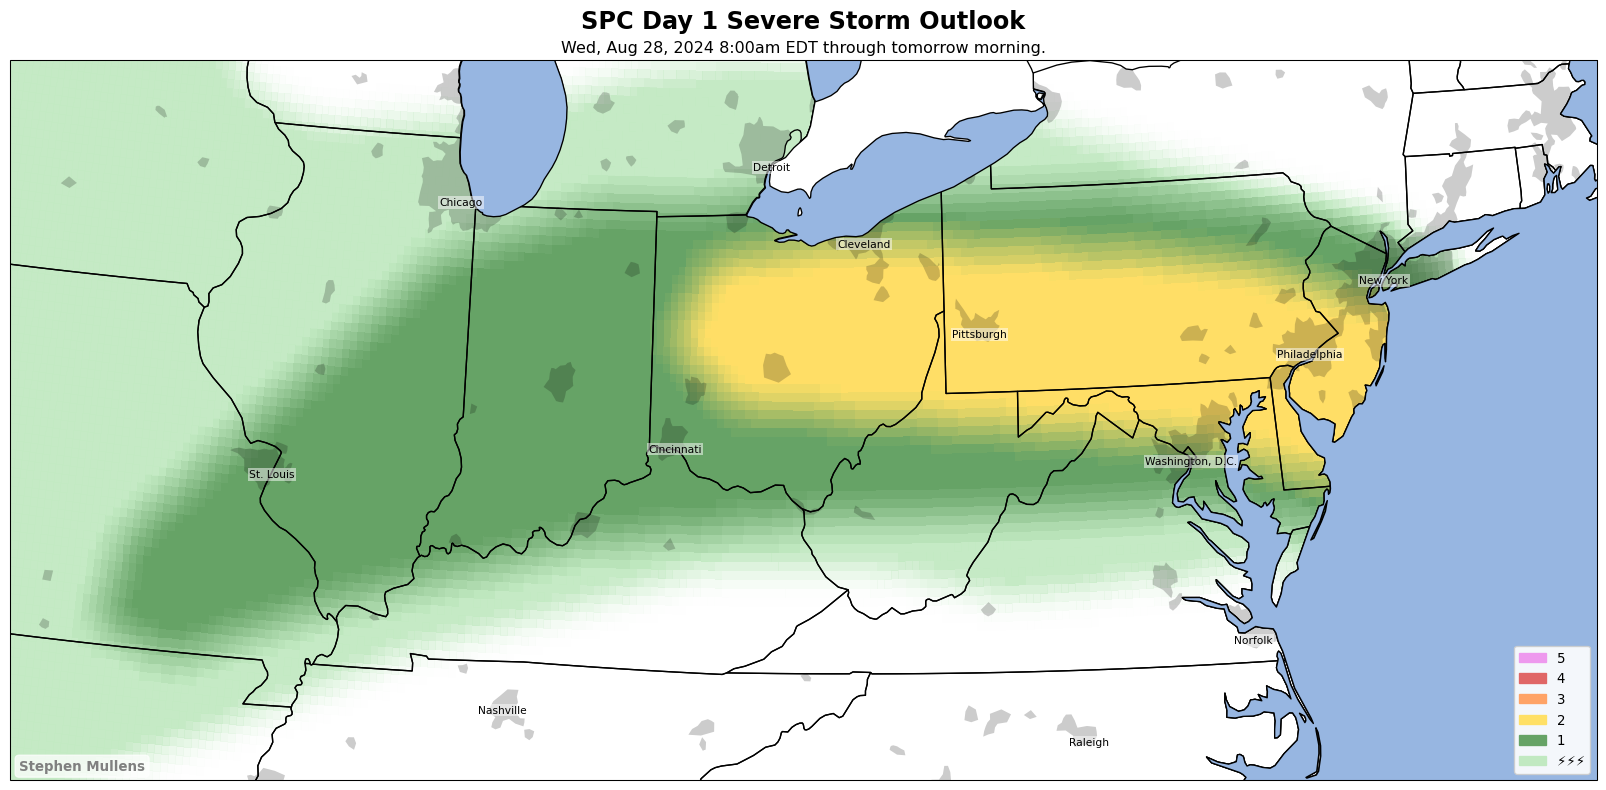 SPC Day 1 Severe Storm Outlook
Wed, Aug 28, 2024 8:00am EDT through tomorrow morning.
Detroit
Chicago
Cleveland
New York
Pittsburgh
Philadelphia
Cincinnati
Washington, D.C.
St. Louis
Norfolk
Nashville
Raleigh
5
4
3
2
1
⚡⚡⚡
Stephen Mullens